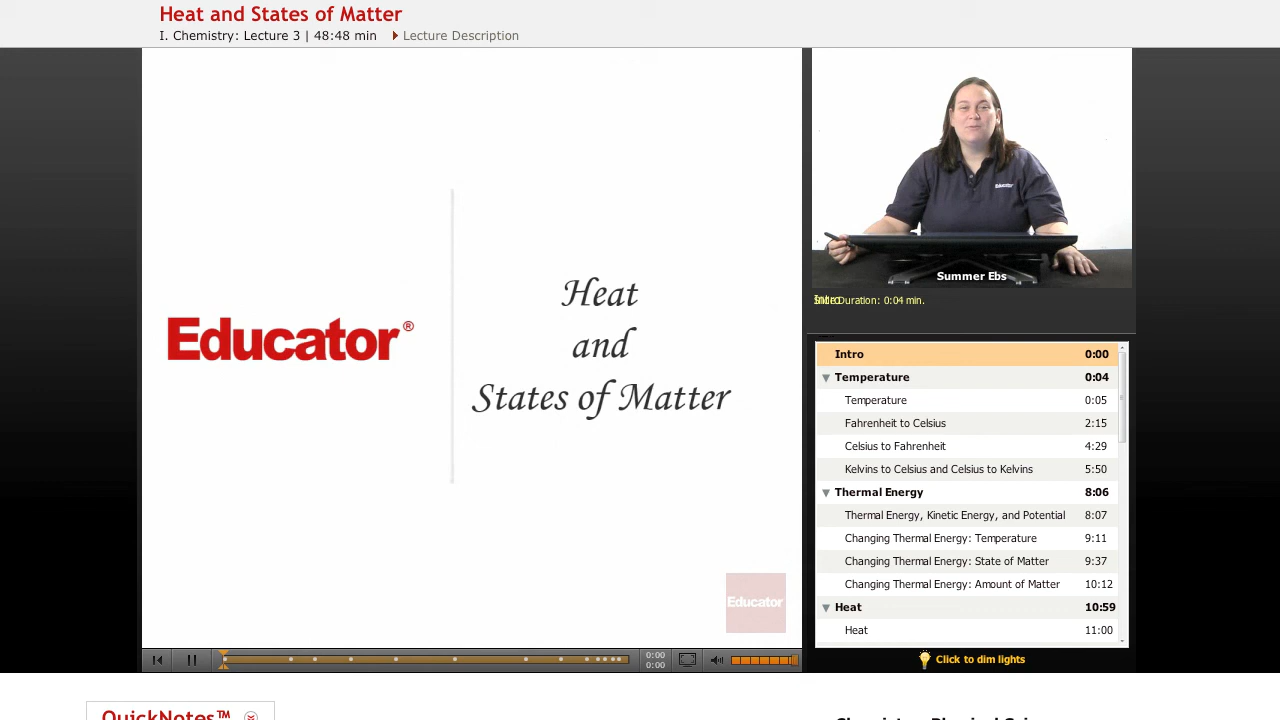 Heat and States of Matter
I. Chemistry: Lecture 3 | 48:48 min Lecture Description
Educator®
Heat
and
States of Matter
Educator
Educator
Summer Ebs
Duration: 0:04 min.
Intro 0:00
Temperature 0:04
Temperature 0:05
Fahrenheit to Celsius 2:15
Celsius to Fahrenheit 4:29
Kelvins to Celsius and Celsius to Kelvins 5:50
Thermal Energy 8:06
Thermal Energy, Kinetic Energy, and Potential 8:07
Changing Thermal Energy: Temperature 9:11
Changing Thermal Energy: State of Matter 9:37
Changing Thermal Energy: Amount of Matter 10:12
Heat 10:59
Heat 11:00
0:00
0:00
Click to dim lights
QuickNotes™